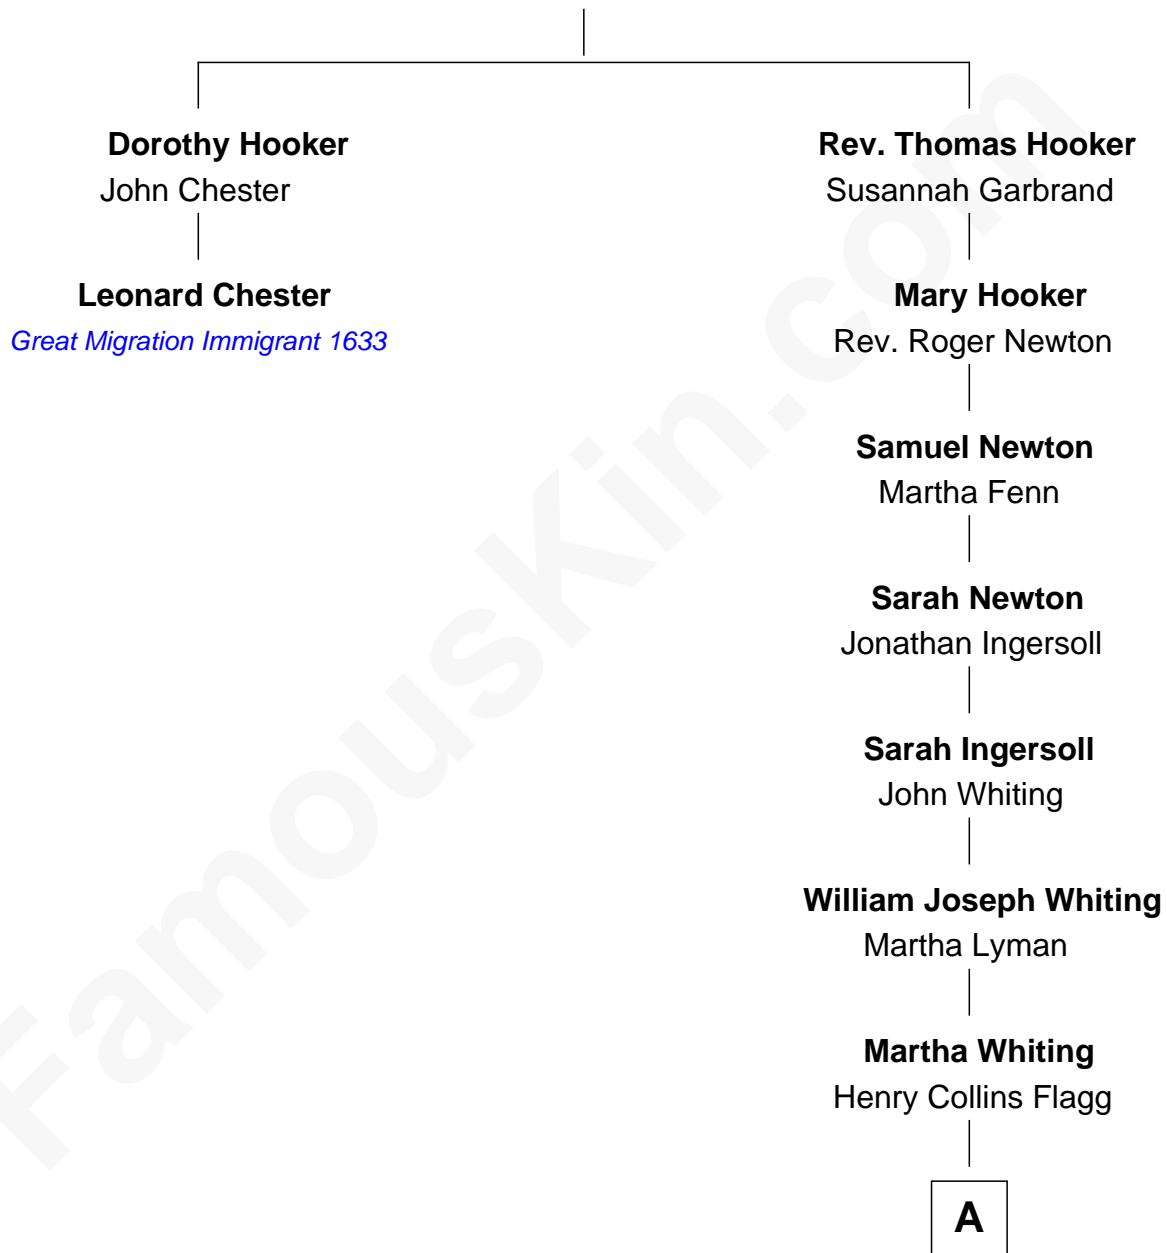 Dorothy Hooker
John Chester
Leonard Chester
Great Migration Immigrant 1633
Rev. Thomas Hooker
Susannah Garbrand
Mary Hooker
Rev. Roger Newton
Samuel Newton
Martha Fenn
Sarah Newton
Jonathan Ingersoll
Sarah Ingersoll
John Whiting
William Joseph Whiting
Martha Lyman
Martha Whiting
Henry Collins Flagg
A
FamousKin.com